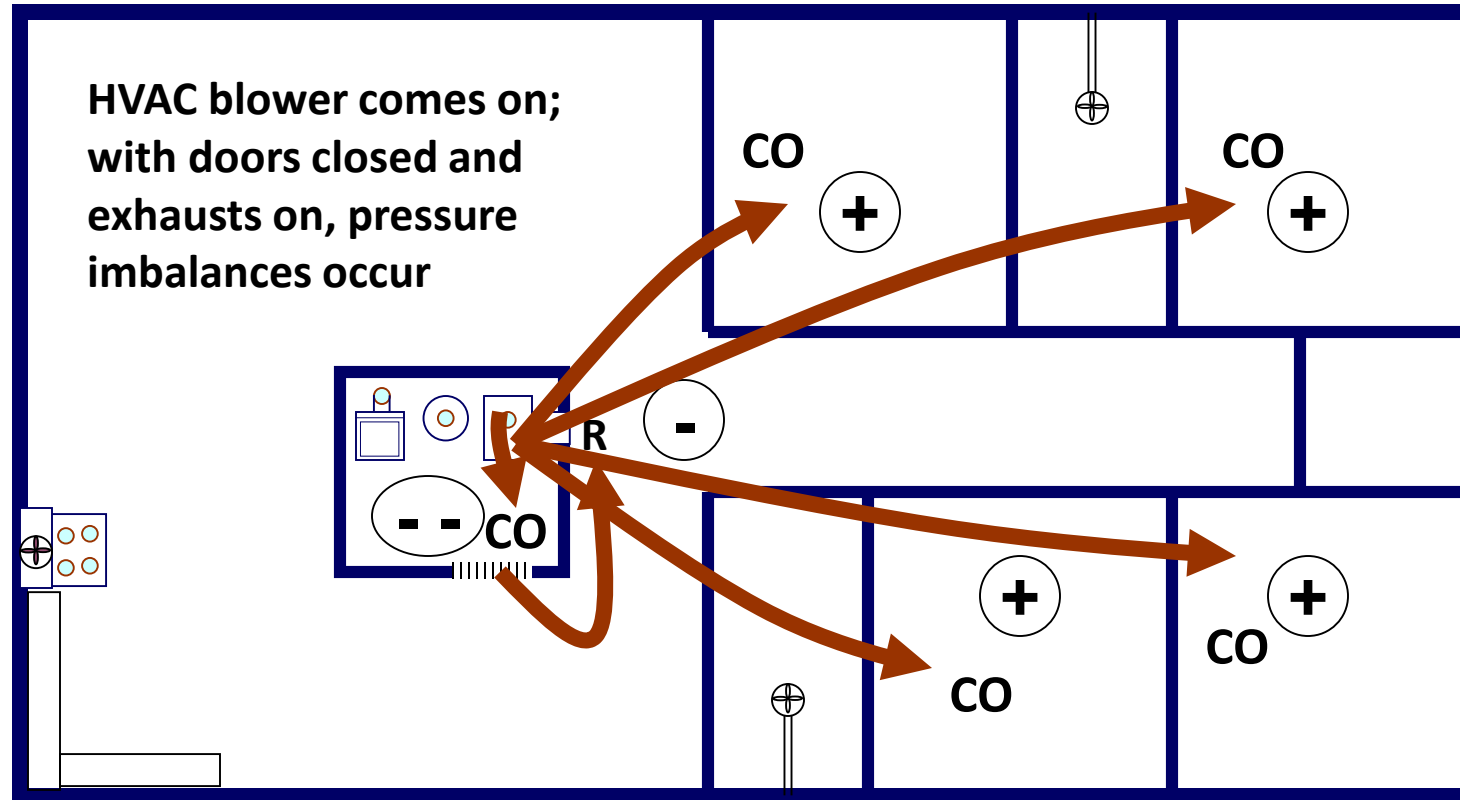 HVAC blower comes on;
with doors closed and
exhausts on, pressure
imbalances occur
CO
CO
+
+
R
-
- -
CO
+
+
CO
CO